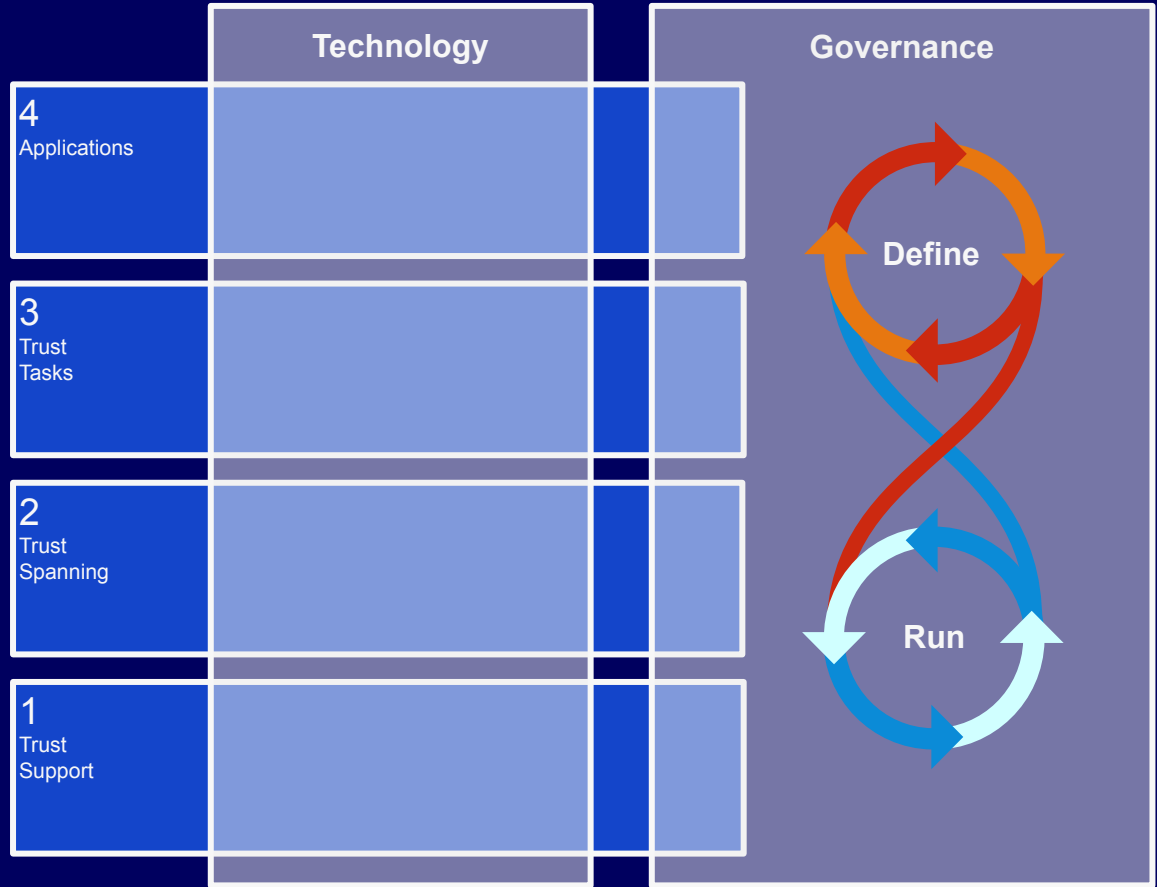 Technology
Governance
4
Applications
3
Trust
Tasks
2
Trust
Spanning
1
Trust
Support
Define
Run